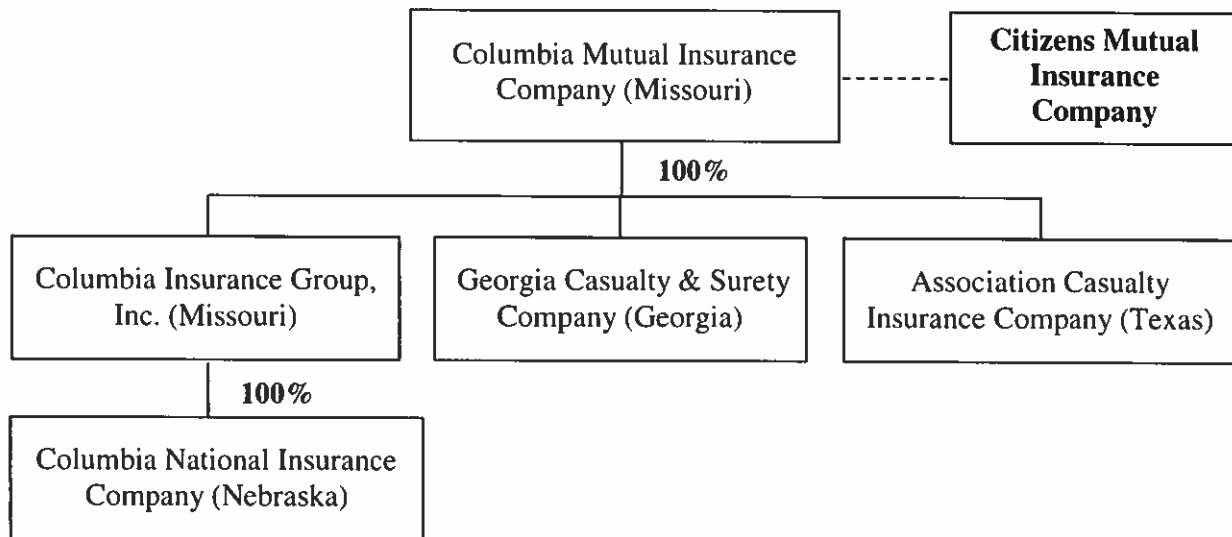 Columbia Mutual Insurance
Company (Missouri)
Citizens Mutual
Insurance
Company
100%
Columbia Insurance Group,
Inc. (Missouri)
Georgia Casualty & Surety
Company (Georgia)
Association Casualty
Insurance Company (Texas)
100%
Columbia National Insurance
Company (Nebraska)